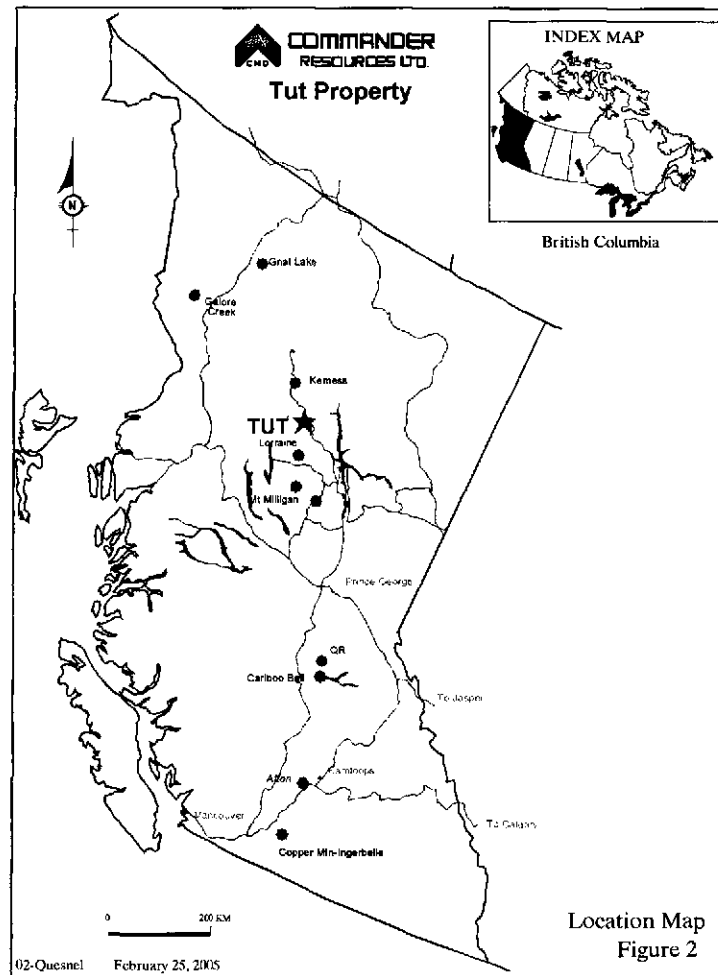 COMMANDER
RESOURCES LTD.
CMD
Tut Property
INDEX MAP
British Columbia
N
Gnat Lake
Galore
Creek
Kemess
TUT
Lorraine
Mt Milligan
Prince George
QR
Cariboo Bell
To Jasper
Afton
Kamloops
Vancouver
To Calgary
Copper Mtn-Ingerbelle
0
200 KM
Location Map
Figure 2
02-Quesnel
February 25, 2005